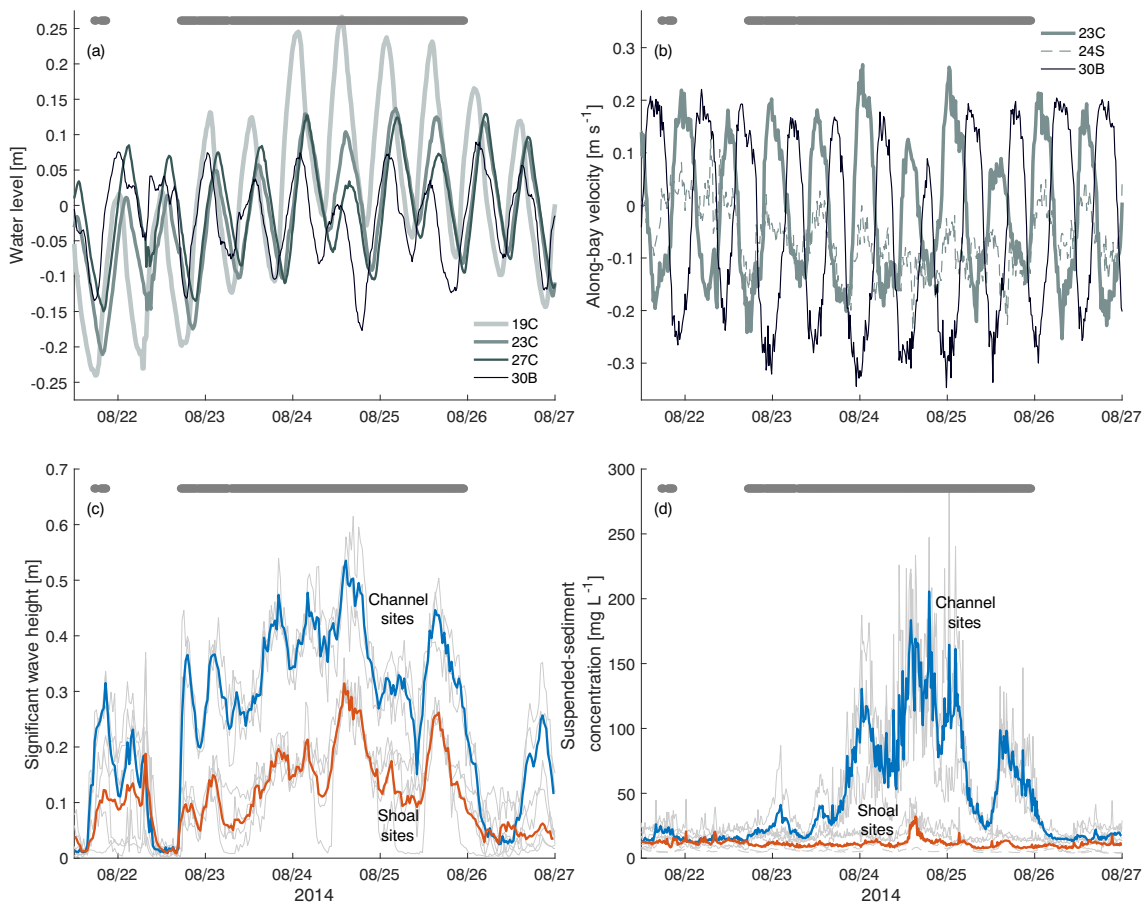 (a)
Water level [m]
0.25
0.2
0.15
0.1
0.05
0
-0.05
-0.1
-0.15
-0.2
-0.25
19C
23C
27C
30B
08/22
08/23
08/24
08/25
08/26
08/27
(b)
Along-bay velocity [m s⁻¹]
0.3
0.2
0.1
0
-0.1
-0.2
-0.3
23C
24S
30B
08/22
08/23
08/24
08/25
08/26
08/27
(c)
Significant wave height [m]
0.7
0.6
0.5
0.4
0.3
0.2
0.1
0
Channel
sites
Shoal
sites
08/22
08/23
08/24
08/25
08/26
08/27
2014
(d)
Suspended-sediment
concentration [mg L⁻¹]
300
250
200
150
100
50
0
Channel
sites
Shoal
sites
08/22
08/23
08/24
08/25
08/26
08/27
2014